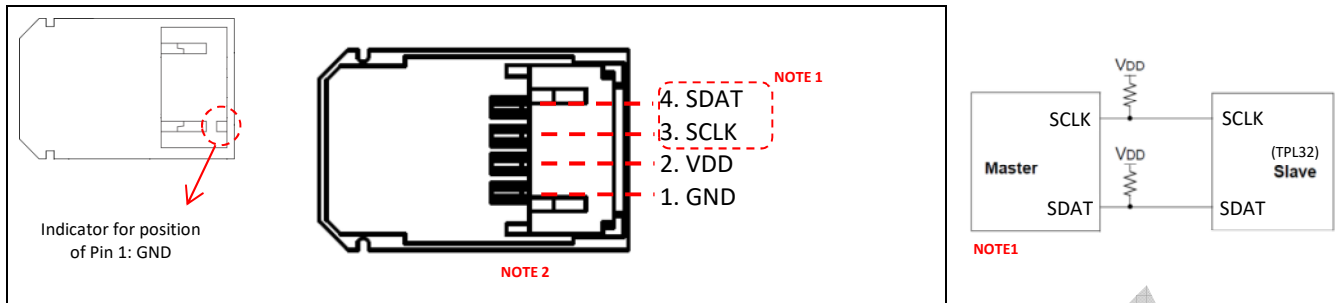 Indicator for position
of Pin 1: GND
NOTE 1
4. SDAT
3. SCLK
2. VDD
1. GND
NOTE 2
VDD
SCLK
SCLK
VDD
(TPL32)
Master
Slave
SDAT
SDAT
NOTE1